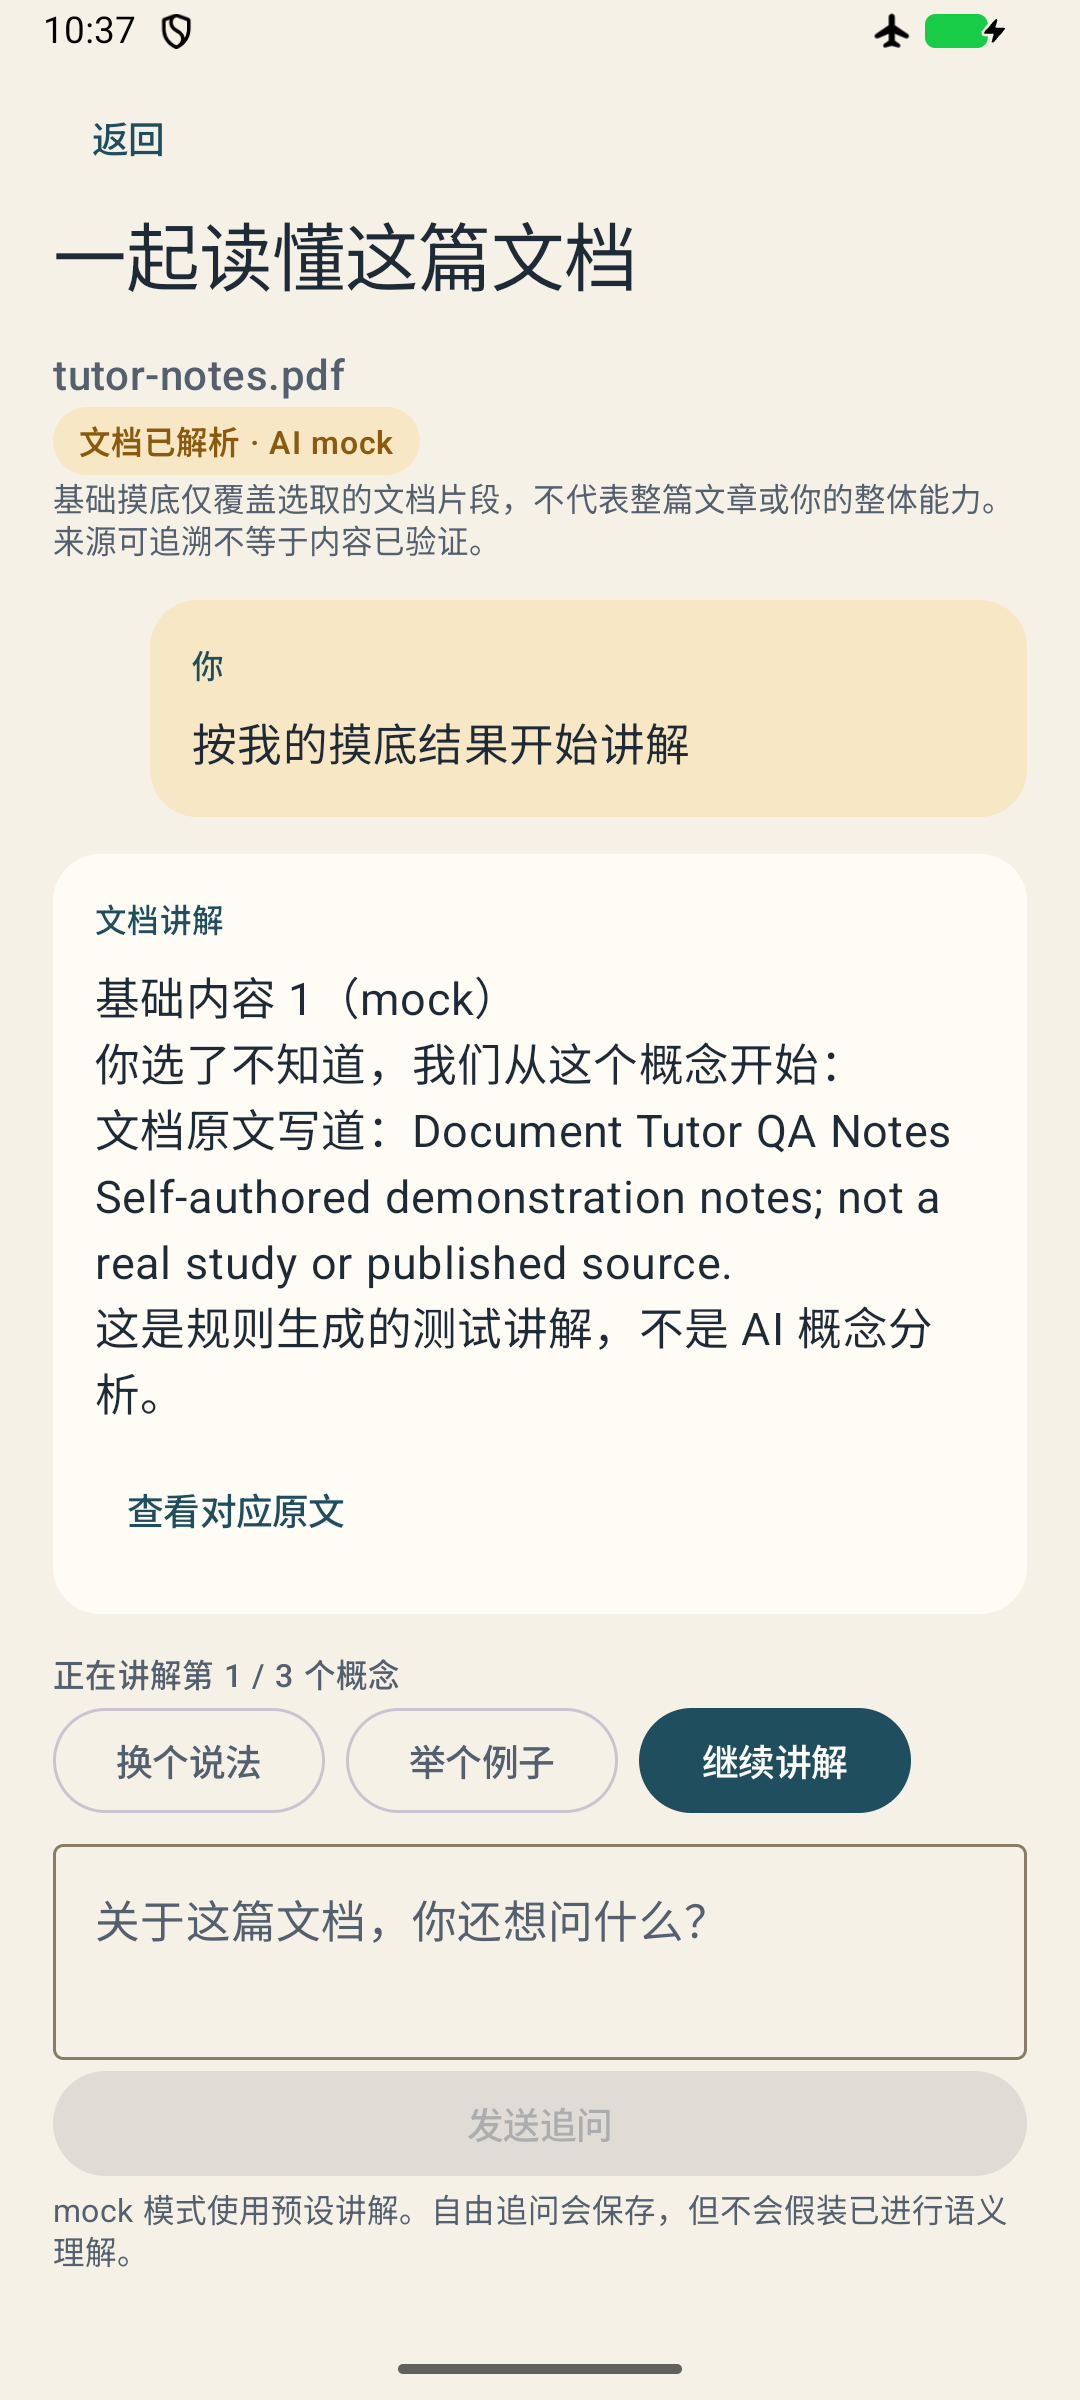 10:37
返回
一起读懂这篇文档
tutor-notes.pdf
文档已解析 · AI mock
基础摸底仅覆盖选取的文档片段，不代表整篇文章或你的整体能力。
来源可追溯不等于内容已验证。
你
按我的摸底结果开始讲解
文档讲解
基础内容 1（mock）
你选了不知道，我们从这个概念开始：
文档原文写道：Document Tutor QA Notes
Self-authored demonstration notes; not a
real study or published source.
这是规则生成的测试讲解，不是 AI 概念分
析。
查看对应原文
正在讲解第 1 / 3 个概念
换个说法 举个例子 继续讲解
关于这篇文档，你还想问什么？
发送追问
mock 模式使用预设讲解。自由追问会保存，但不会假装已进行语义
理解。